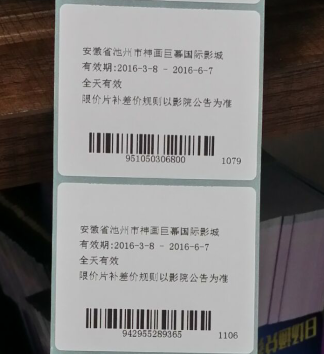 安徽省池州市神画巨幕国际影城
有效期:2016-3-8 - 2016-6-7
全天有效
限价片补差价规则以影院公告为准
951050306800
1079
安徽省池州市神画巨幕国际影城
有效期:2016-3-8 - 2016-6-7
全天有效
限价片补差价规则以影院公告为准
942955289365
1106